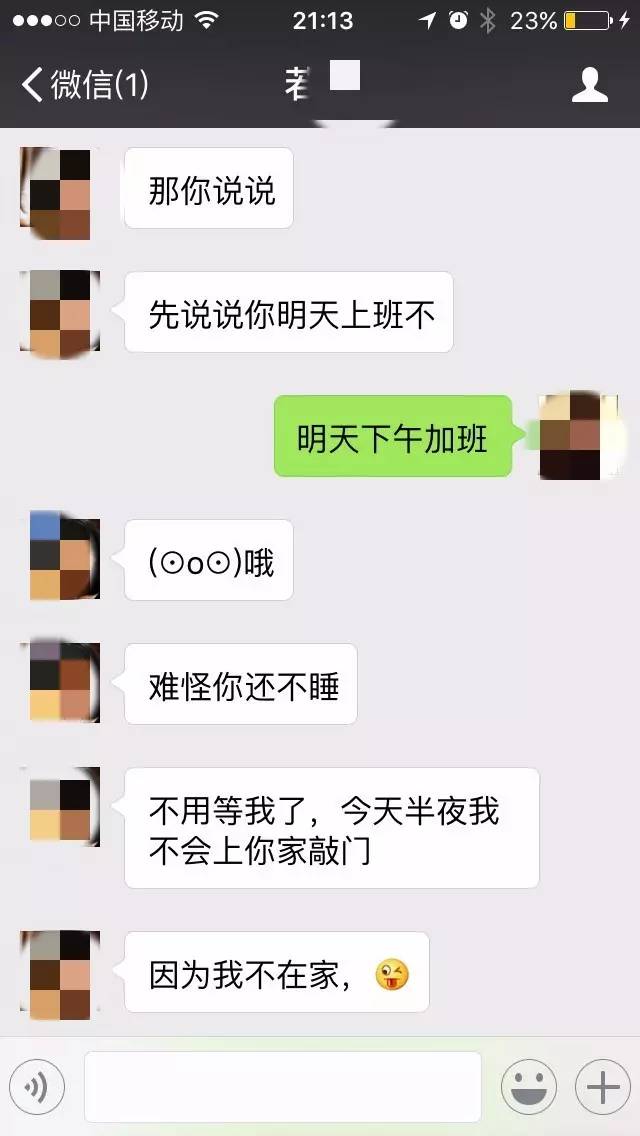 中国移动 21:13 23%
微信(1)
那你说说
先说说你明天上班不
明天下午加班
(⊙o⊙)哦
难怪你还不睡
不用等我了，今天半夜我
不会上你家敲门
因为我不在家，😜